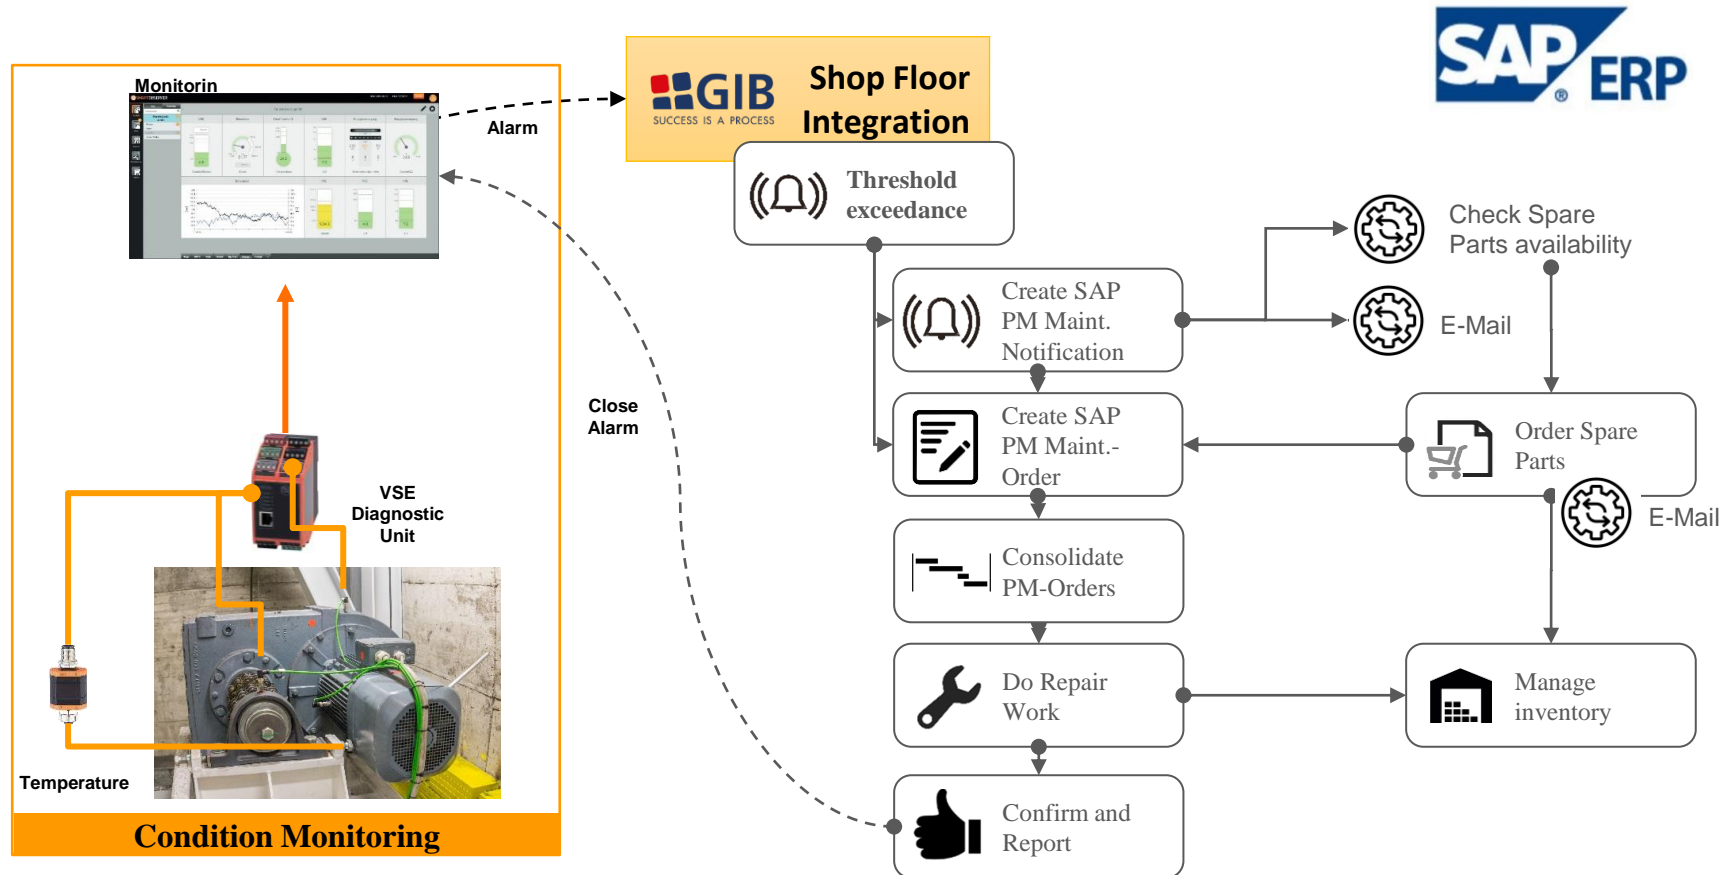 SAP
®
ERP
Monitorin
GIB
SUCCESS IS A PROCESS
Shop Floor
Integration
Alarm
Threshold
exceedance
Check Spare
Parts availability
Create SAP
PM Maint.
Notification
E-Mail
Close
Alarm
Create SAP
PM Maint.-
Order
Order Spare
Parts
VSE
Diagnostic
Unit
E-Mail
Consolidate
PM-Orders
Do Repair
Work
Manage
inventory
Temperature
Confirm and
Report
Condition Monitoring